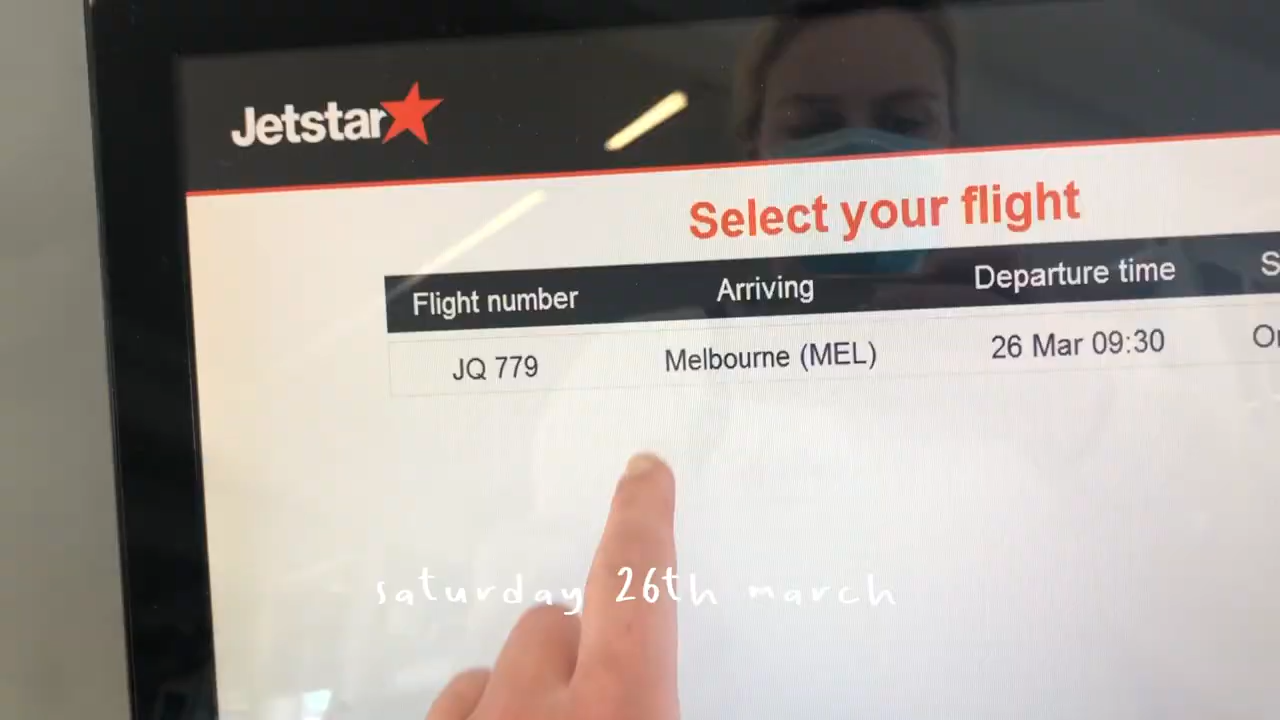 Jetstar
Select your flight
Flight number Arriving Departure time
JQ 779 Melbourne (MEL) 26 Mar 09:30
saturday 26th march